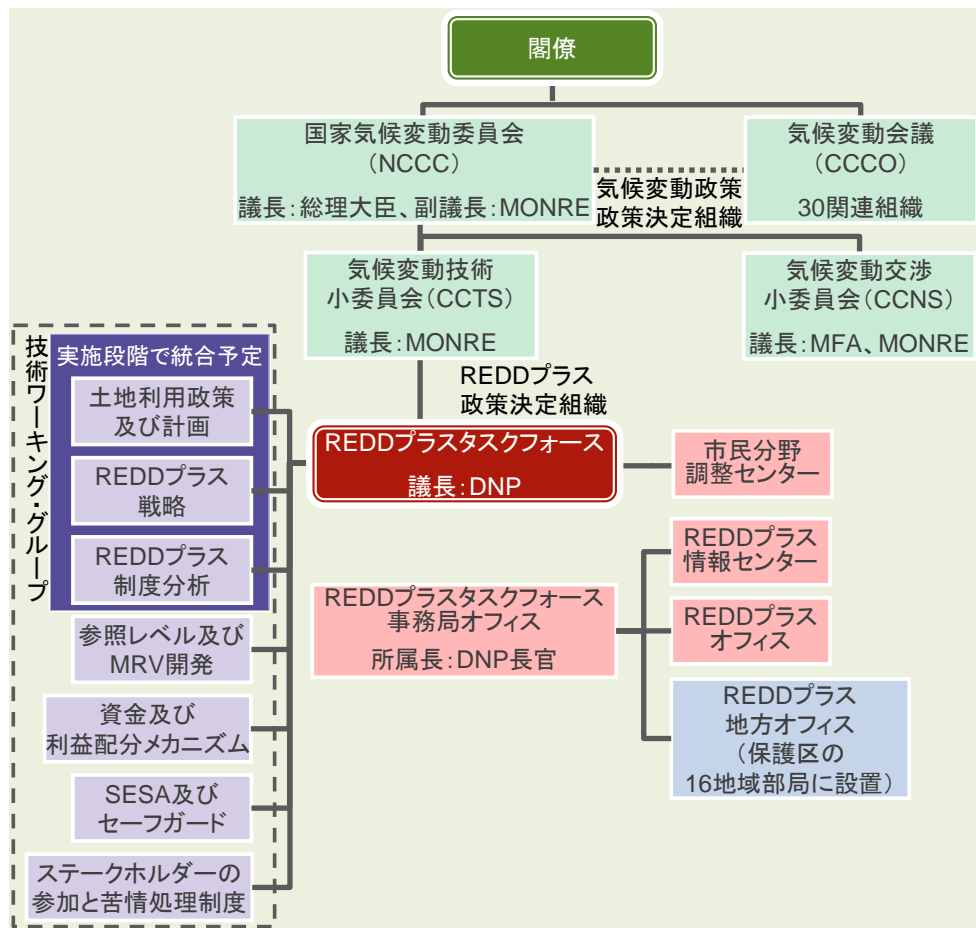 閣僚
国家気候変動委員会
（NCCC）
議長：総理大臣、副議長：MONRE
気候変動政策
政策決定組織
気候変動会議
（CCCO）
30関連組織
気候変動技術
小委員会（CCTS）
議長：MONRE
気候変動交渉
小委員会（CCNS）
議長：MFA、MONRE
REDDプラス
政策決定組織
技術ワーキング・グループ
実施段階で統合予定
土地利用政策
及び計画
REDDプラス
戦略
REDDプラス
制度分析
参照レベル及び
MRV開発
資金及び
利益配分メカニズム
SESA及び
セーフガード
ステークホルダーの
参加と苦情処理制度
REDDプラスタスクフォース
議長：DNP
市民分野
調整センター
REDDプラスタスクフォース
事務局オフィス
所属長：DNP長官
REDDプラス
情報センター
REDDプラス
オフィス
REDDプラス
地方オフィス
（保護区の
16地域部局に設置）